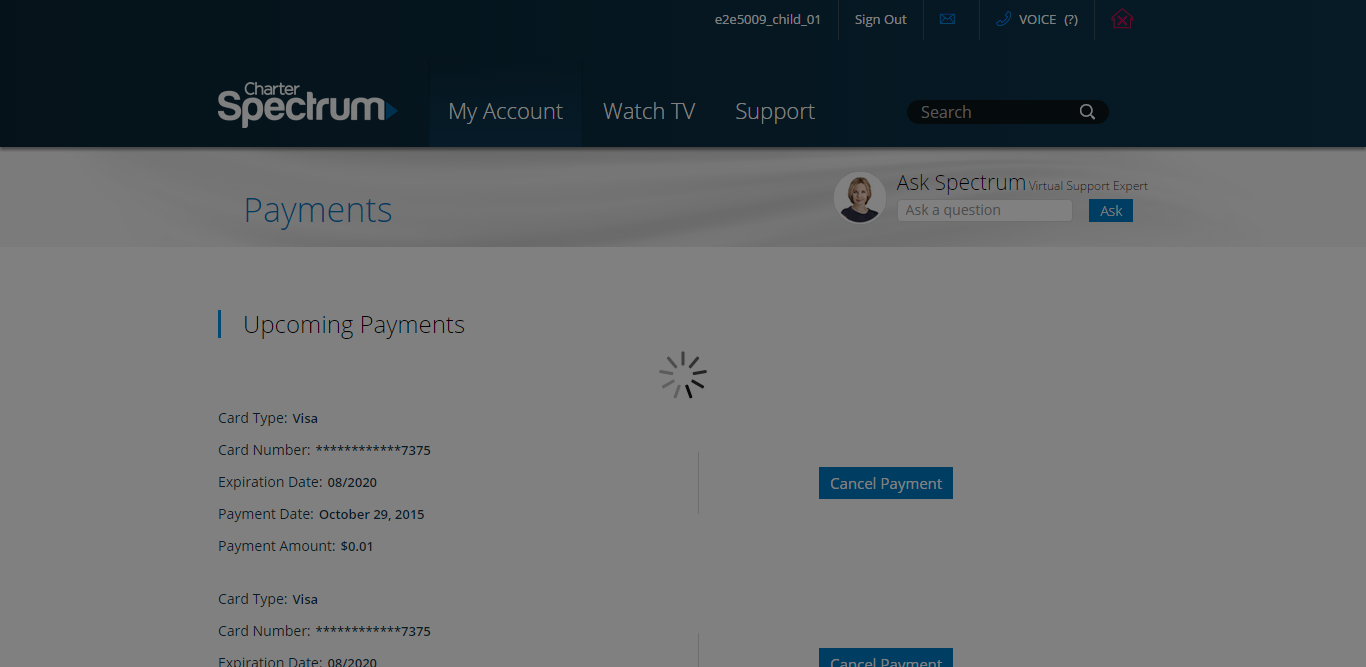 e2e5009_child_01 Sign Out VOICE (?)
Charter
Spectrum My Account Watch TV Support Search
Payments
Ask Spectrum Virtual Support Expert
Ask a question Ask
Upcoming Payments
Card Type: Visa
Card Number: ************7375
Expiration Date: 08/2020
Cancel Payment
Payment Date: October 29, 2015
Payment Amount: $0.01
Card Type: Visa
Card Number: ************7375
Expiration Date: 08/2020
Cancel Payment